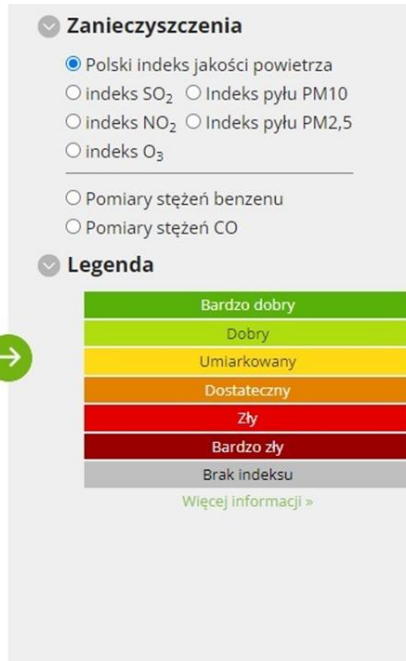 Zanieczyszczenia
Polski indeks jakości powietrza
indeks SO₂ Indeks pyłu PM10
indeks NO₂ Indeks pyłu PM2,5
indeks O₃
Pomiary stężeń benzenu
Pomiary stężeń CO
Legenda
Bardzo dobry
Dobry
Umiarkowany
Dostateczny
Zły
Bardzo zły
Brak indeksu
Więcej informacji »